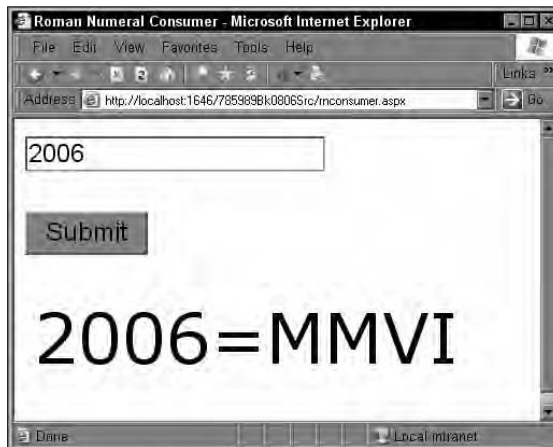 Roman Numeral Consumer - Microsoft Internet Explorer
File Edit View Favorites Tools Help
Links »
Address http://localhost:1646/785989Bk0806Src/rnconsumer.aspx Go
2006
Submit
2006=MMVI
Done Local intranet